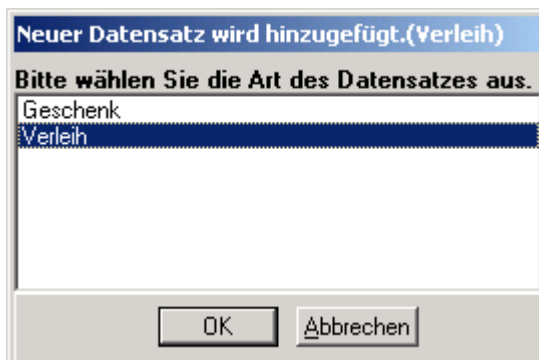 Neuer Datensatz wird hinzugefügt.(Verleih)
Bitte wählen Sie die Art des Datensatzes aus.
Geschenk
Verleih
OK Abbrechen